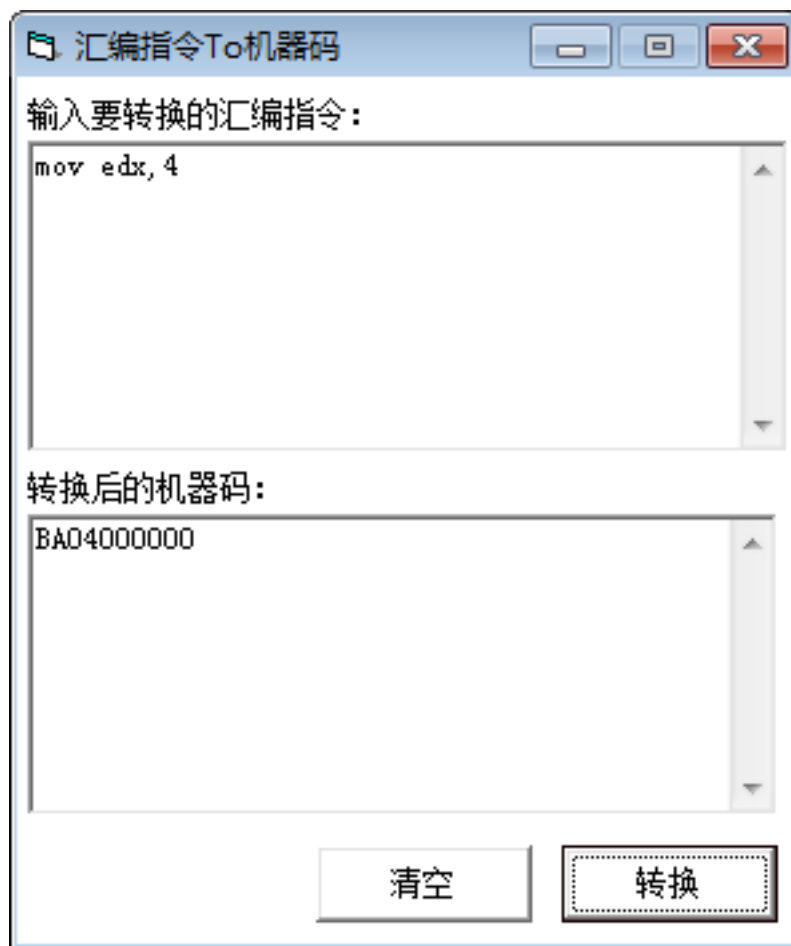 汇编指令To机器码
输入要转换的汇编指令：
mov edx,4
转换后的机器码：
BA04000000
清空
转换